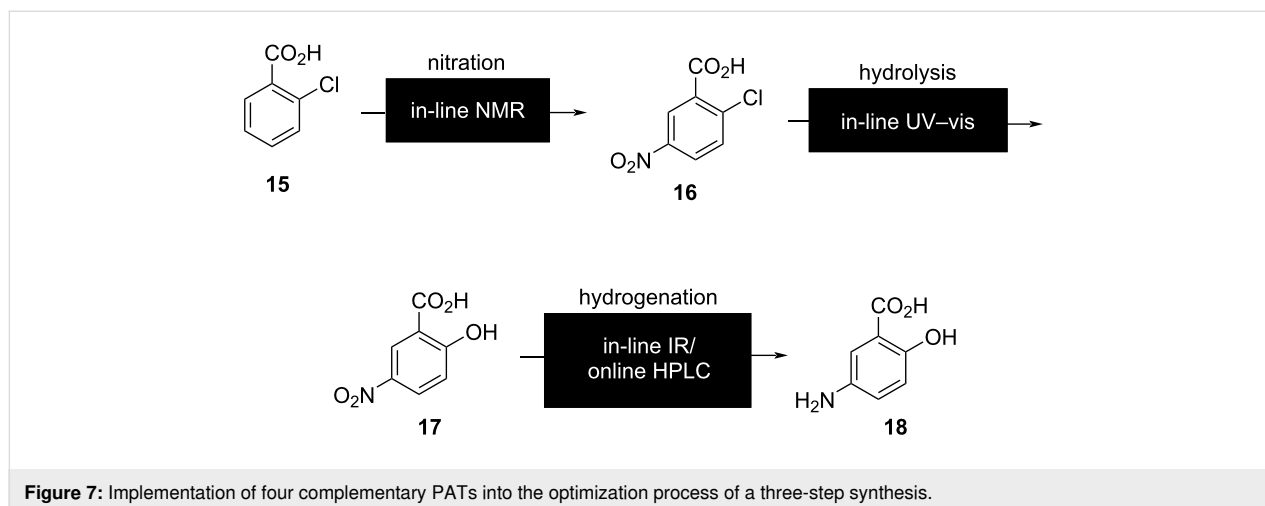 CO₂H
Cl
15
nitration
in-line NMR
CO₂H
Cl
O₂N
16
hydrolysis
in-line UV–vis
CO₂H
OH
O₂N
17
hydrogenation
in-line IR/
online HPLC
CO₂H
OH
H₂N
18
Figure 7: Implementation of four complementary PATs into the optimization process of a three-step synthesis.